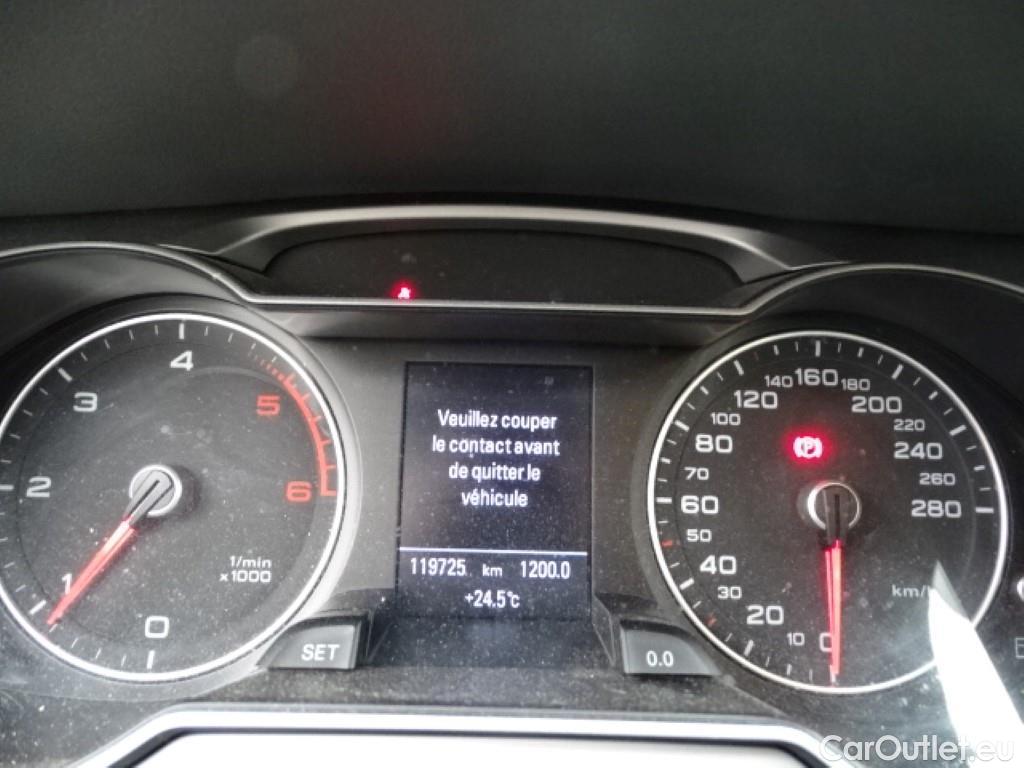 4
3
5
2
6
1
0
1/min
x1000
SET
Veuillez couper
le contact avant
de quitter le
véhicule
119725 km 1200.0
+24.5°c
0.0
140 160 180
120 200
100 220
80 240
70 260
60 280
50
40
30
20
10 0
P
km/
CarOutlet.eu